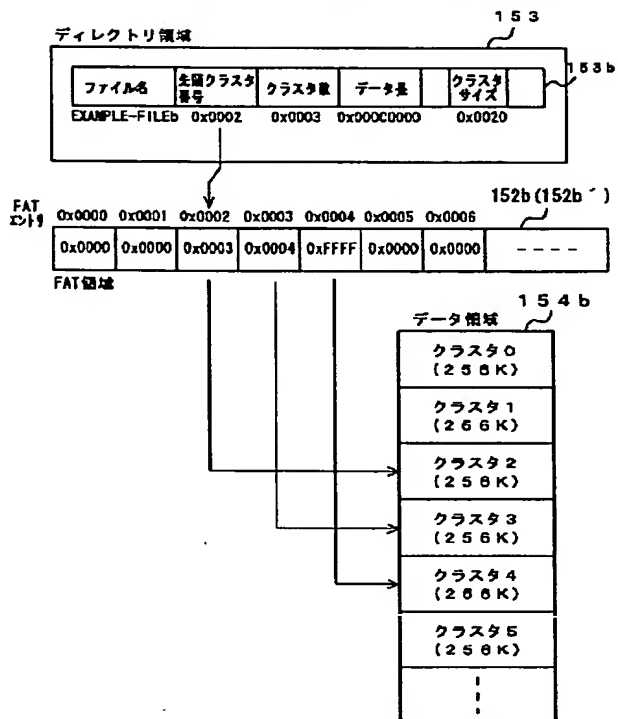 153
ディレクトリ領域
153b
ファイル名 先頭クラスタ番号 クラスタ数 データ長 クラスタサイズ
EXAMPLE-FILEb 0x0002 0x0003 0x000C0000 0x0020
152b(152b´)
FATエントリ 0x0000 0x0001 0x0002 0x0003 0x0004 0x0005 0x0006
0x0000 0x0000 0x0003 0x0004 0xFFFF 0x0000 0x0000 ----
FAT領域
154b
データ領域
クラスタ0
(256K)
クラスタ1
(256K)
クラスタ2
(256K)
クラスタ3
(256K)
クラスタ4
(256K)
クラスタ5
(256K)